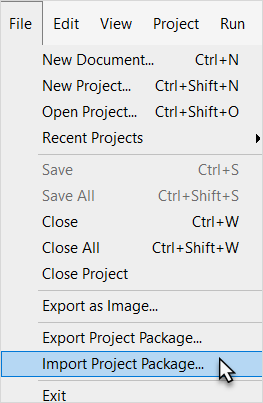 File Edit View Project Run
New Document... Ctrl+N
New Project... Ctrl+Shift+N
Open Project... Ctrl+Shift+O
Recent Projects
Save Ctrl+S
Save All Ctrl+Shift+S
Close Ctrl+W
Close All Ctrl+Shift+W
Close Project
Export as Image...
Export Project Package...
Import Project Package...
Exit